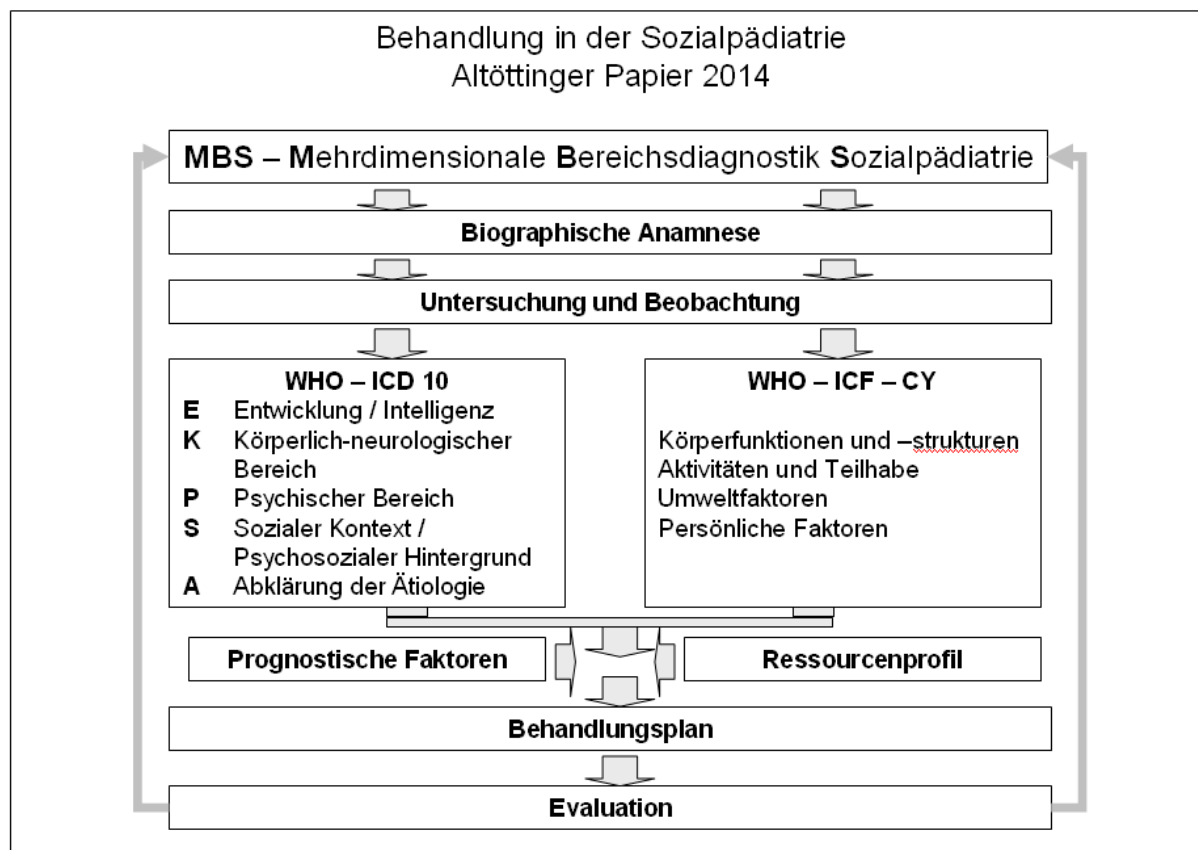 Behandlung in der Sozialpädiatrie
Altöttinger Papier 2014
MBS – Mehrdimensionale Bereichsdiagnostik Sozialpädiatrie
Biographische Anamnese
Untersuchung und Beobachtung
WHO – ICD 10
E Entwicklung / Intelligenz
K Körperlich-neurologischer
Bereich
P Psychischer Bereich
S Sozialer Kontext /
Psychosozialer Hintergrund
A Abklärung der Ätiologie
WHO – ICF – CY
Körperfunktionen und –strukturen
Aktivitäten und Teilhabe
Umweltfaktoren
Persönliche Faktoren
Prognostische Faktoren
Ressourcenprofil
Behandlungsplan
Evaluation